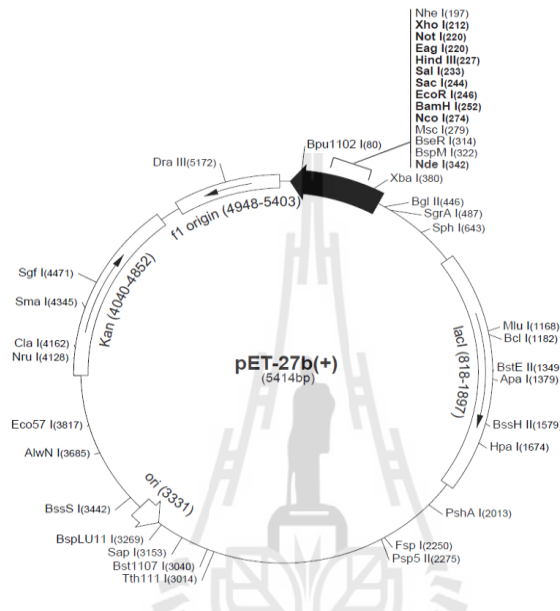 Nhe I(197)
Xho I(212)
Not I(220)
Eag I(220)
Hind III(227)
Sal I(233)
Sac I(244)
EcoR I(246)
BamH I(252)
Nco I(274)
Msc I(279)
BseR I(314)
BspM I(322)
Nde I(342)
Bpu1102 I(80)
Xba I(380)
Bgl II(446)
SgrA I(487)
Sph I(643)
Dra III(5172)
f1 origin (4948-5403)
Sgf I(4471)
Sma I(4345)
Kan (4040-4852)
Cla I(4162)
Nru I(4128)
lacI (818-1897)
Mlu I(1168)
Bcl I(1182)
BstE II(1349)
Apa I(1379)
BssH II(1579)
Hpa I(1674)
pET-27b(+)
(5414bp)
Eco57 I(3817)
AlwN I(3685)
ori (3331)
BssS I(3442)
BspLU11 I(3269)
Sap I(3153)
Bst1107 I(3040)
Tth111 I(3014)
PshA I(2013)
Fsp I(2250)
Psp5 II(2275)